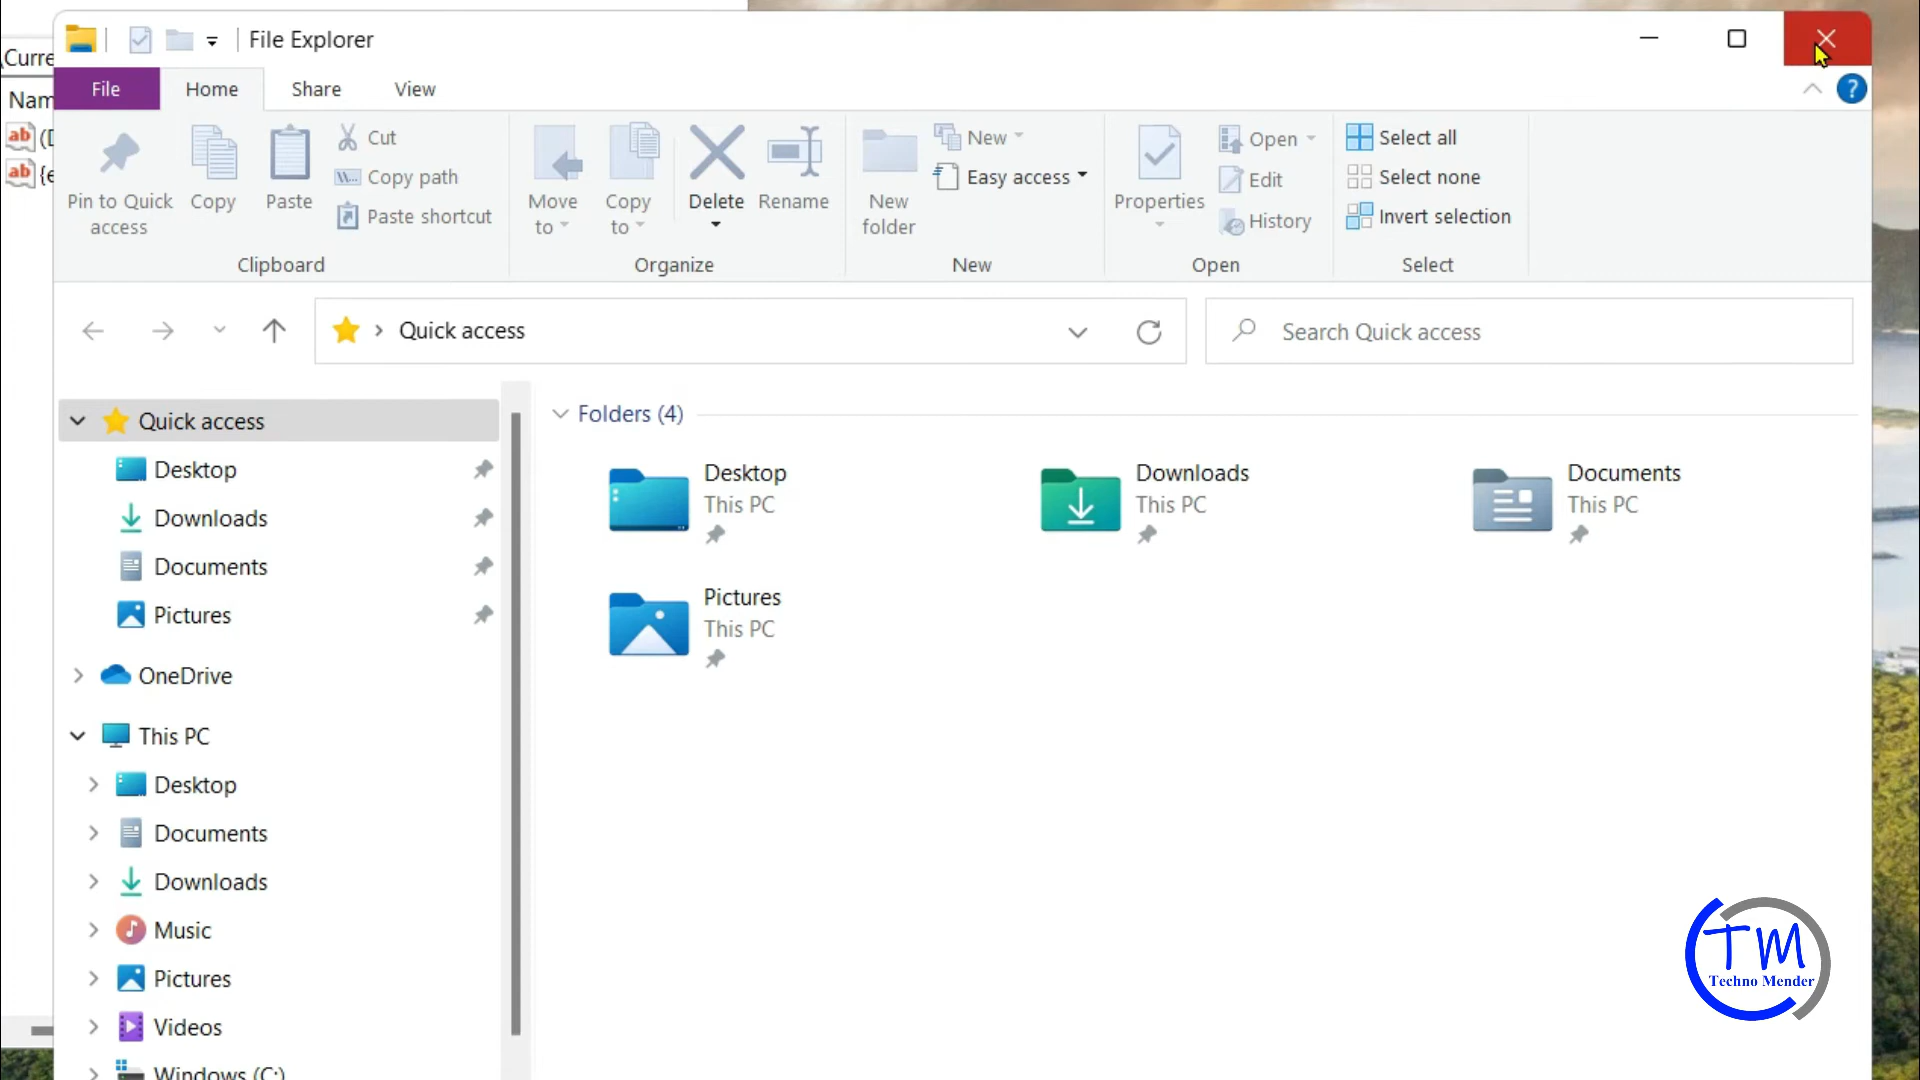 File Explorer
\Curre
Nam
ab (D
ab {e
File Home Share View
?
Pin to Quick access
Copy
Paste
Cut
Copy path
Paste shortcut
Clipboard
Move to
Copy to
Delete
Rename
Organize
New folder
New
Easy access
New
Properties
Open
Edit
History
Open
Select all
Select none
Invert selection
Select
Quick access
Search Quick access
Quick access
Desktop
Downloads
Documents
Pictures
OneDrive
This PC
Desktop
Documents
Downloads
Music
Pictures
Videos
Windows (C:)
Folders (4)
Desktop
This PC
Downloads
This PC
Documents
This PC
Pictures
This PC
TM
Techno Mender